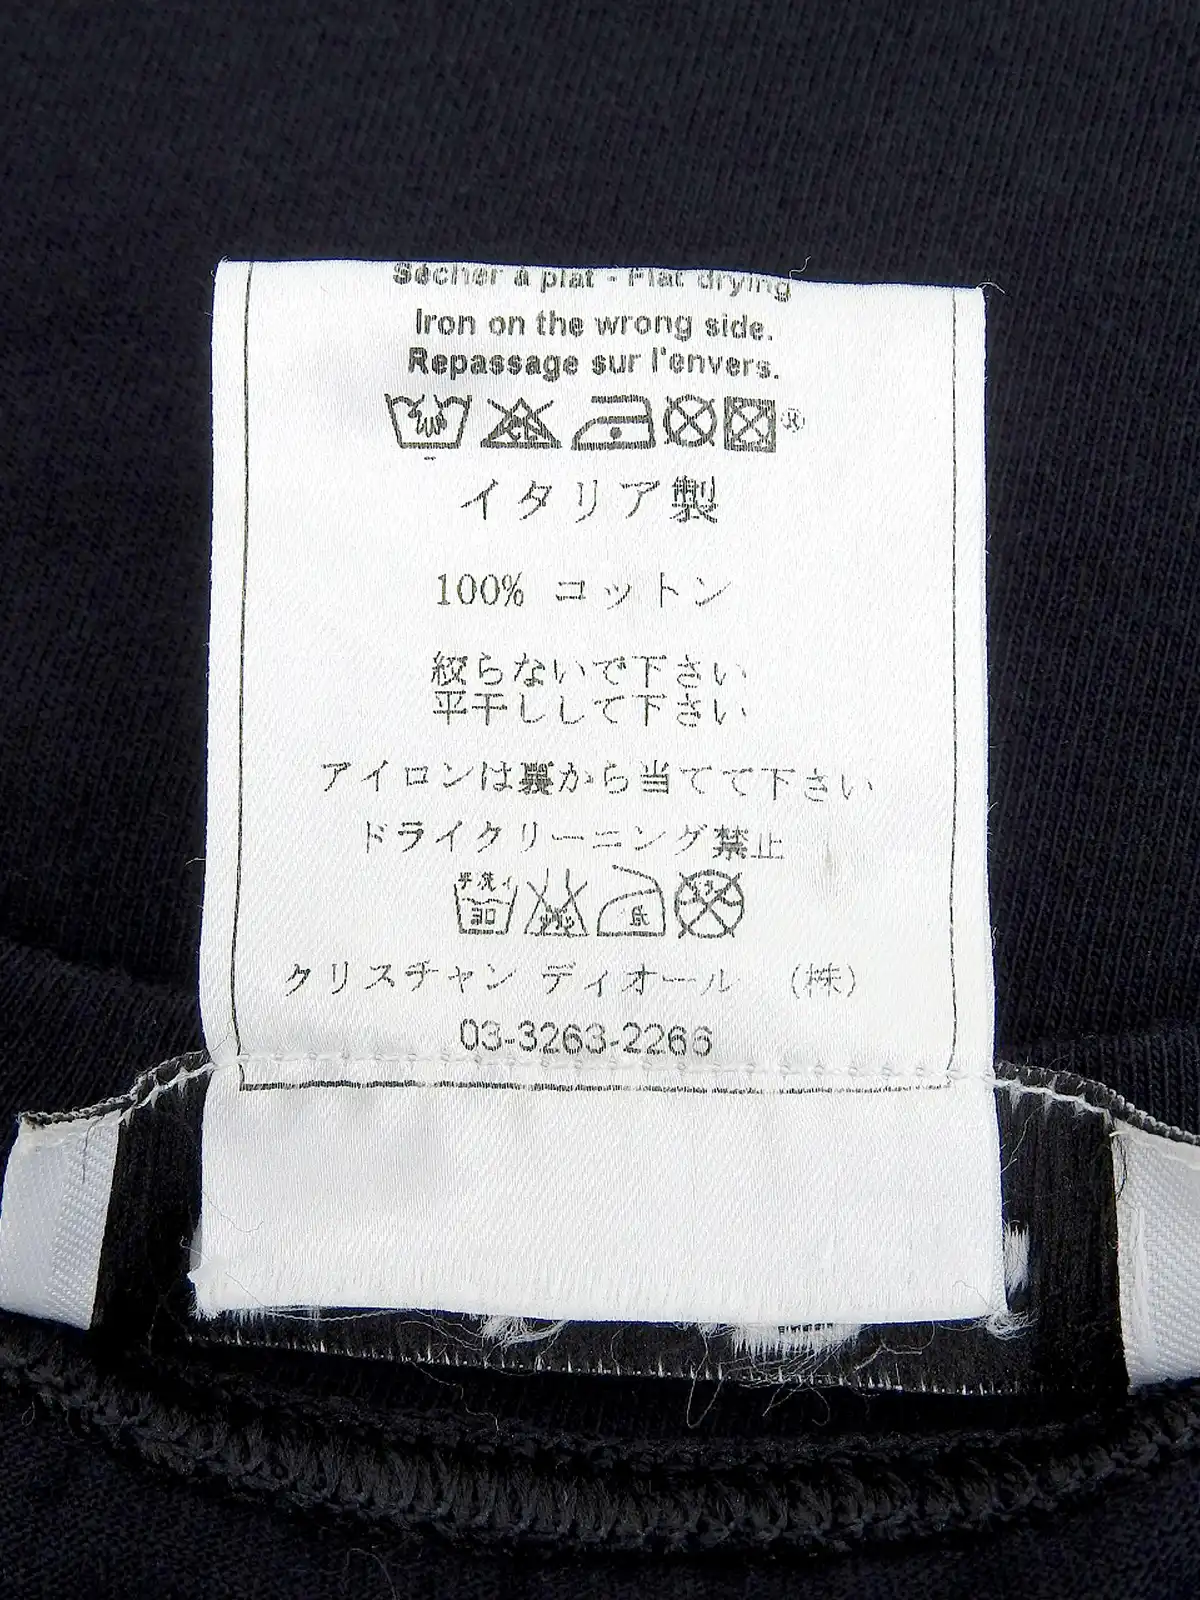 Sécher à plat - Flat drying
Iron on the wrong side.
Repassage sur l'envers.
イタリア製
100% コットン
絞らないで下さい
平干しして下さい
アイロンは裏から当てて下さい
ドライクリーニング禁止
手洗イ
クリスチャン ディオール (株)
03-3263-2266